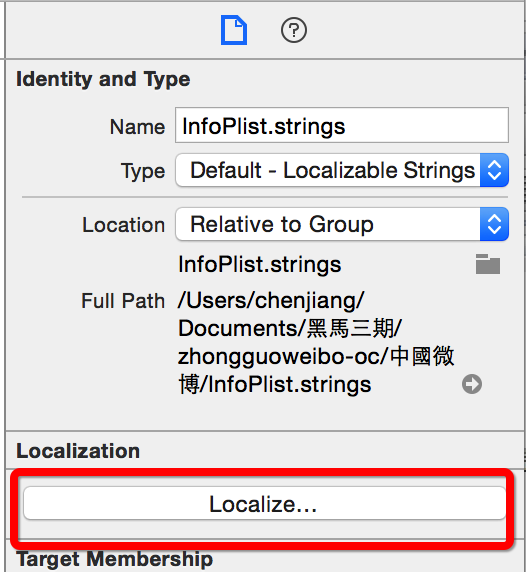 ?
Identity and Type
Name InfoPlist.strings
Type Default - Localizable Strings
Location Relative to Group
InfoPlist.strings
Full Path /Users/chenjiang/
Documents/黑馬三期/
zhongguoweibo-oc/中國微
博/InfoPlist.strings
Localization
Localize...
Target Membership